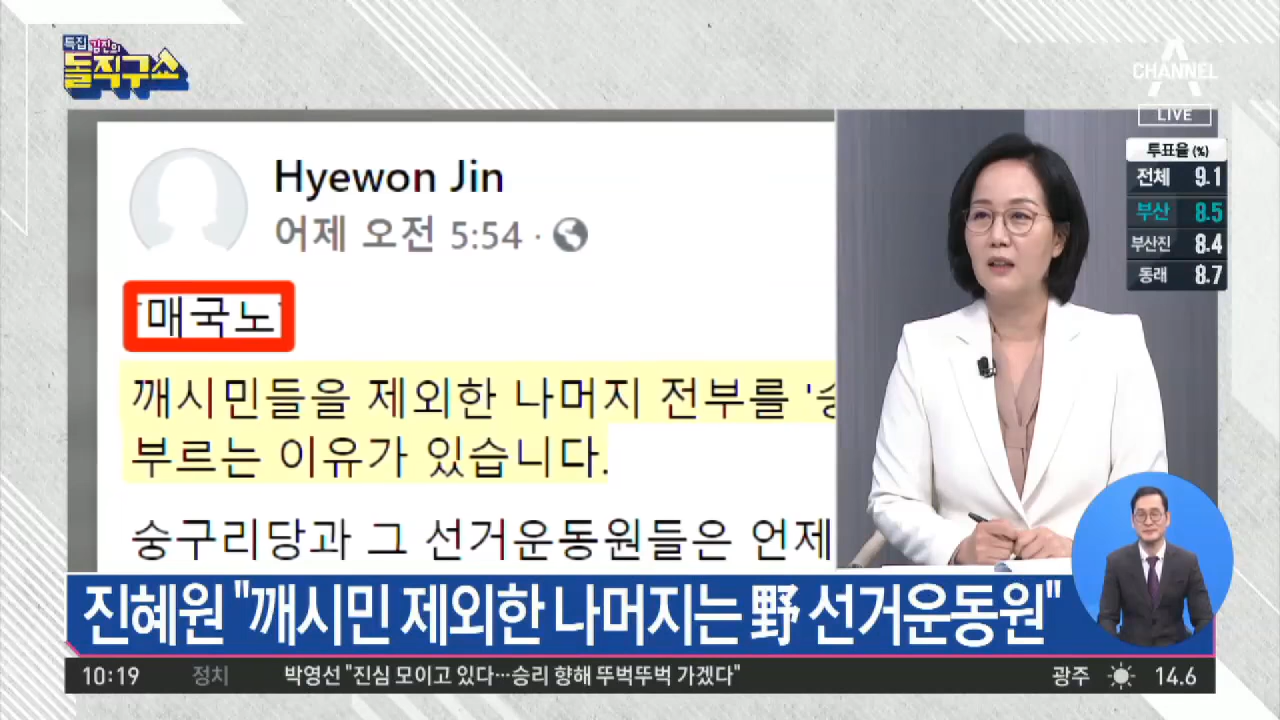 특집 김진의
돌직구쇼
CHANNEL A
LIVE
투표율 (%)
전체 9.1
부산 8.5
부산진 8.4
동래 8.7
Hyewon Jin
어제 오전 5:54 ·
'매국노'
깨시민들을 제외한 나머지 전부를 '숭
부르는 이유가 있습니다.
숭구리당과 그 선거운동원들은 언제
진혜원 "깨시민 제외한 나머지는 野 선거운동원"
10:19 정치 박영선 "진심 모이고 있다…승리 향해 뚜벅뚜벅 가겠다" 광주 14.6